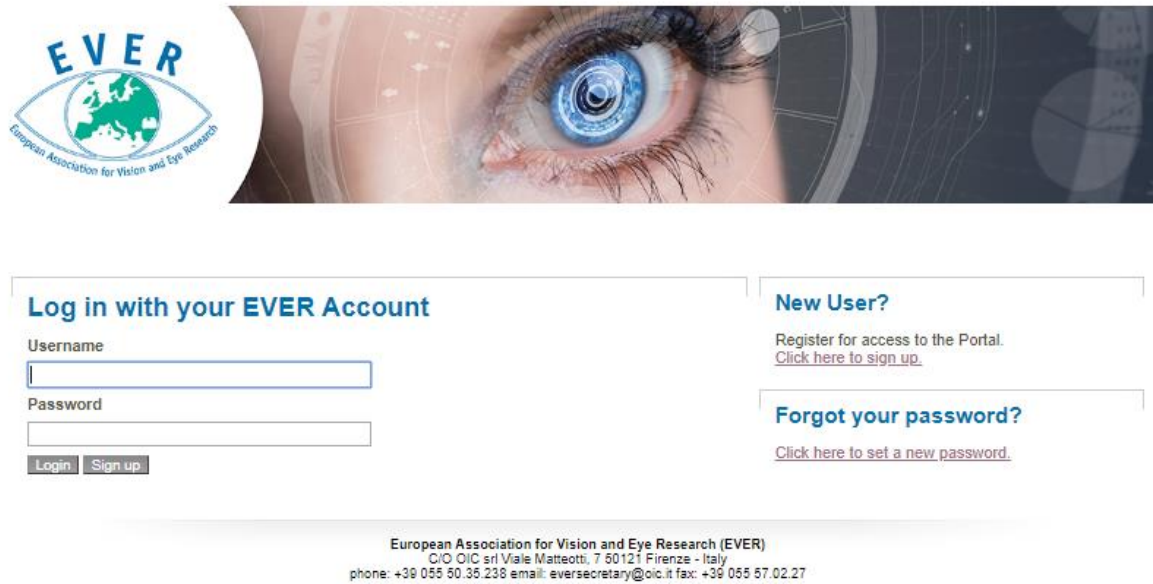 EVER
European Association for Vision and Eye Research
Log in with your EVER Account
Username
Password
Login Sign up
New User?
Register for access to the Portal.
Click here to sign up.
Forgot your password?
Click here to set a new password.
European Association for Vision and Eye Research (EVER)
C/O OIC srl Viale Matteotti, 7 50121 Firenze - Italy
phone: +39 055 50.35.238 email: eversecretary@oic.it fax: +39 055 57.02.27